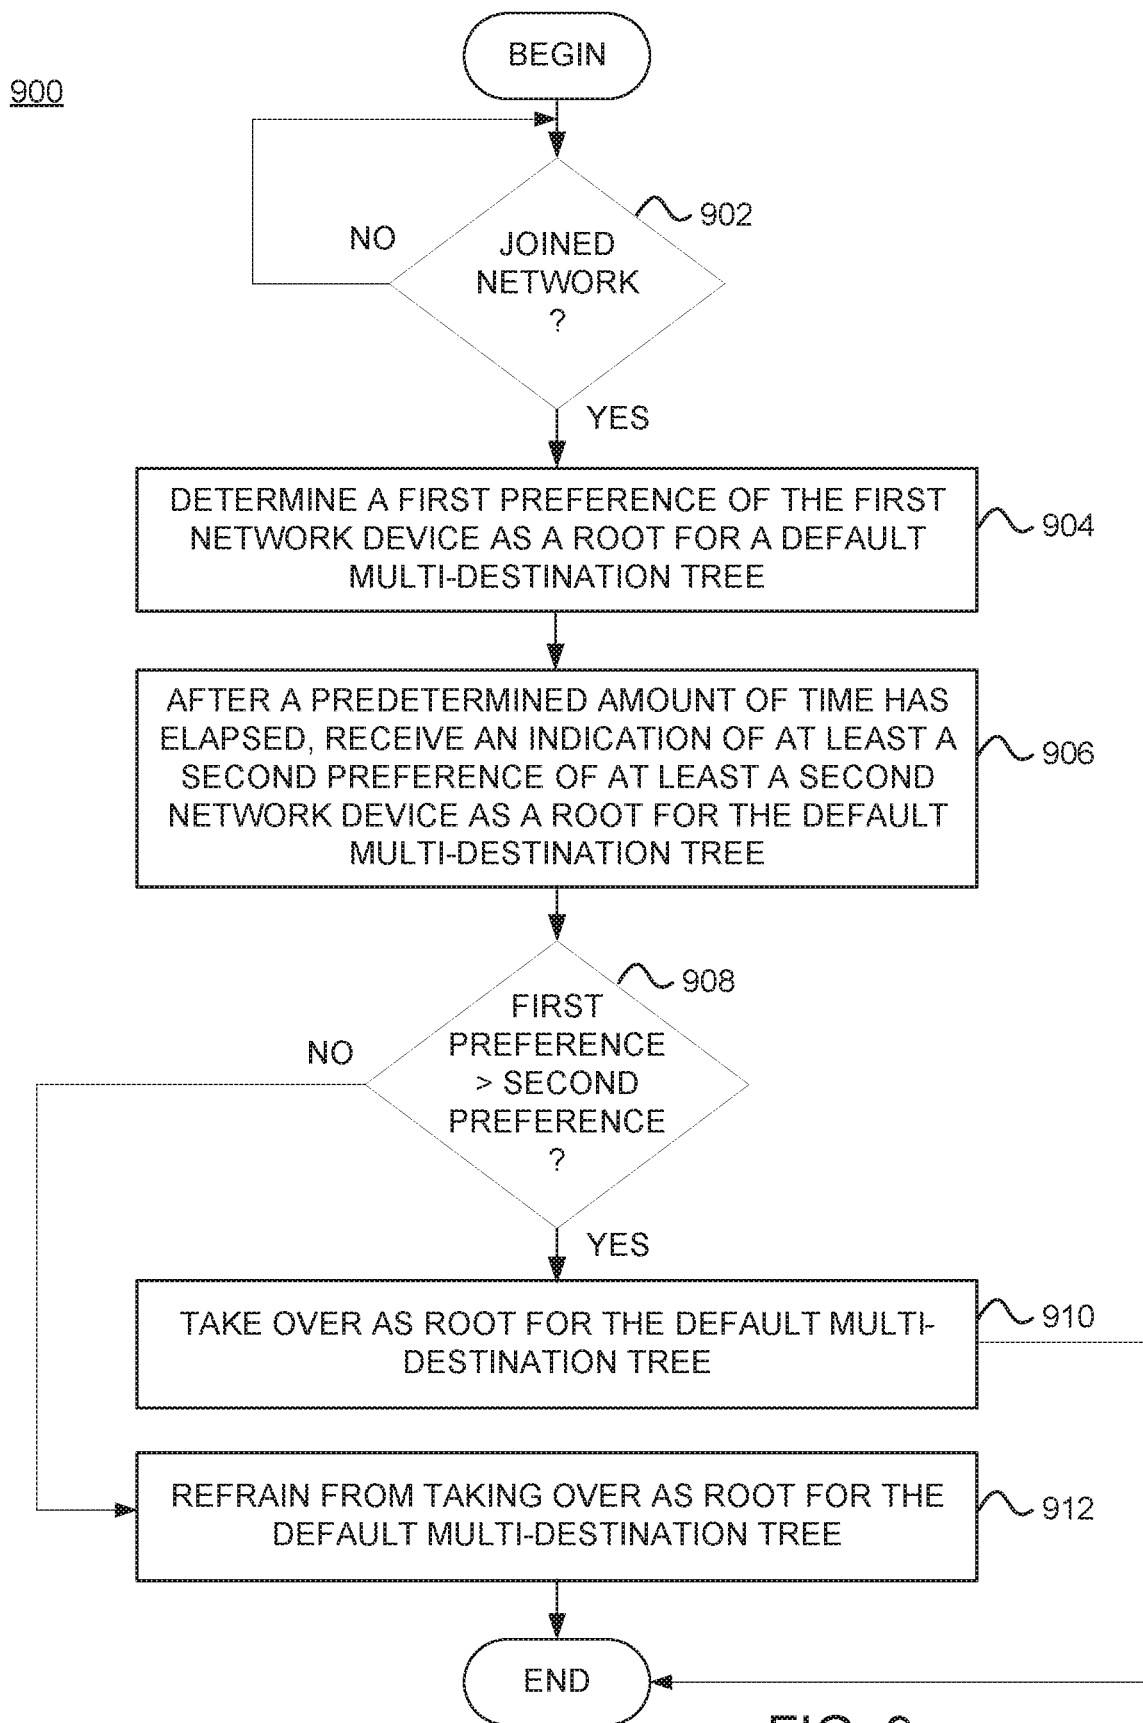 BEGIN
900
902
NO
JOINED
NETWORK
?
YES
DETERMINE A FIRST PREFERENCE OF THE FIRST
NETWORK DEVICE AS A ROOT FOR A DEFAULT
MULTI-DESTINATION TREE
904
AFTER A PREDETERMINED AMOUNT OF TIME HAS
ELAPSED, RECEIVE AN INDICATION OF AT LEAST A
SECOND PREFERENCE OF AT LEAST A SECOND
NETWORK DEVICE AS A ROOT FOR THE DEFAULT
MULTI-DESTINATION TREE
906
908
FIRST
PREFERENCE
> SECOND
PREFERENCE
?
NO
YES
TAKE OVER AS ROOT FOR THE DEFAULT MULTI-
DESTINATION TREE
910
REFRAIN FROM TAKING OVER AS ROOT FOR THE
DEFAULT MULTI-DESTINATION TREE
912
END